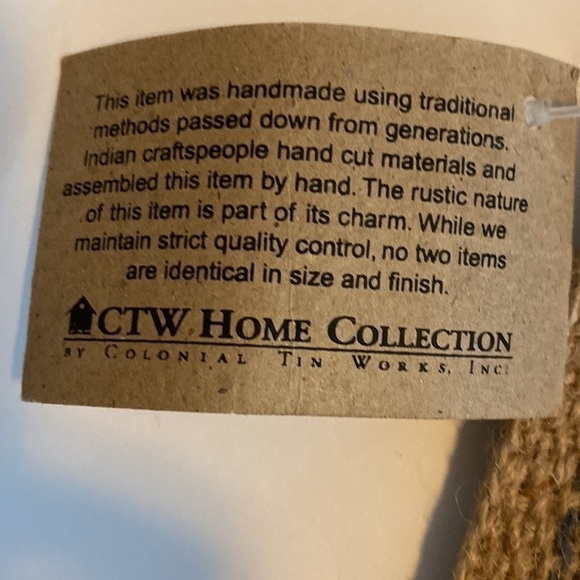 This item was handmade using traditional
methods passed down from generations.
Indian craftspeople hand cut materials and
assembled this item by hand. The rustic nature
of this item is part of its charm. While we
maintain strict quality control, no two items
are identical in size and finish.
CTW HOME COLLECTION
BY COLONIAL TIN WORKS, INC.